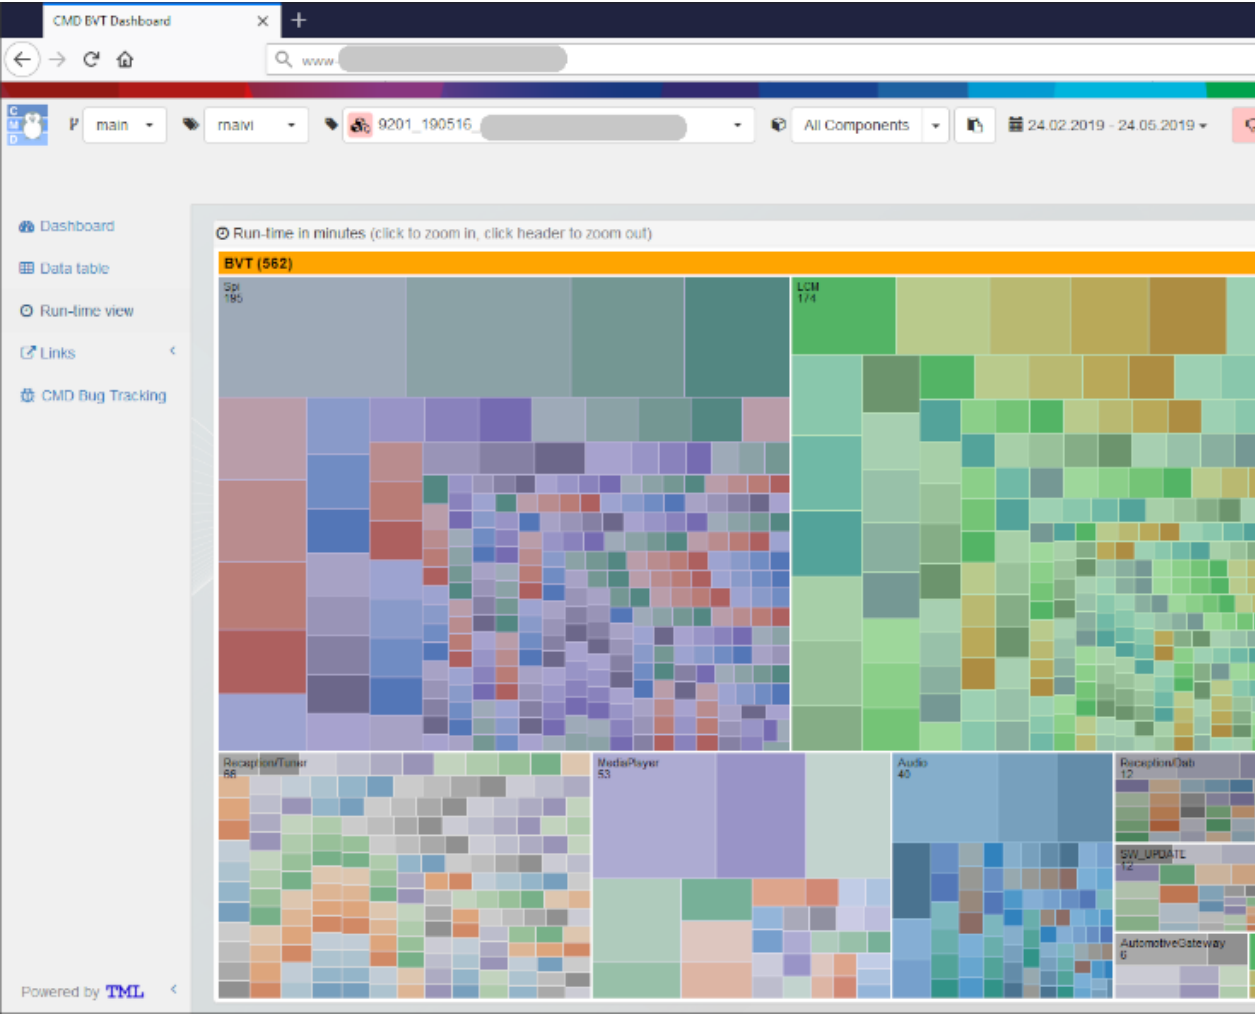 CMD BVT Dashboard
www-
C
M
D
main
rnaivi
9201_190516_
All Components
24.02.2019 - 24.05.2019
Dashboard
Data table
Run-time view
Links
CMD Bug Tracking
Run-time in minutes (click to zoom in, click header to zoom out)
BVT (562)
Spi
195
LCM
174
Reception/Tuner
66
MediaPlayer
53
Audio
40
Reception/Dab
12
SW_UPDATE
12
AutomotiveGateway
6
Powered by TML